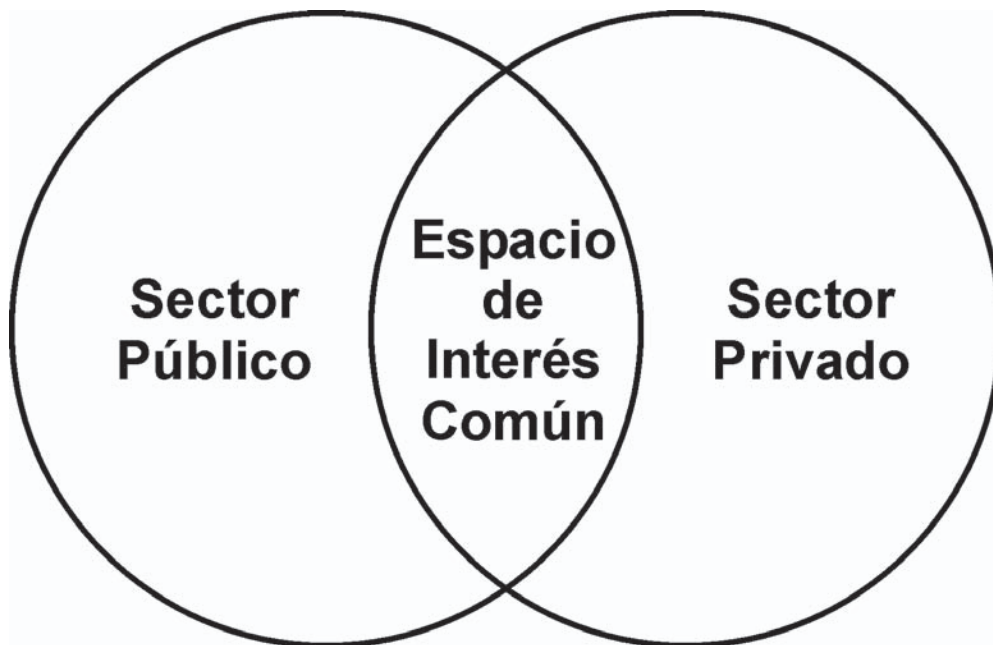 Sector
Público
Espacio
de
Interés
Común
Sector
Privado